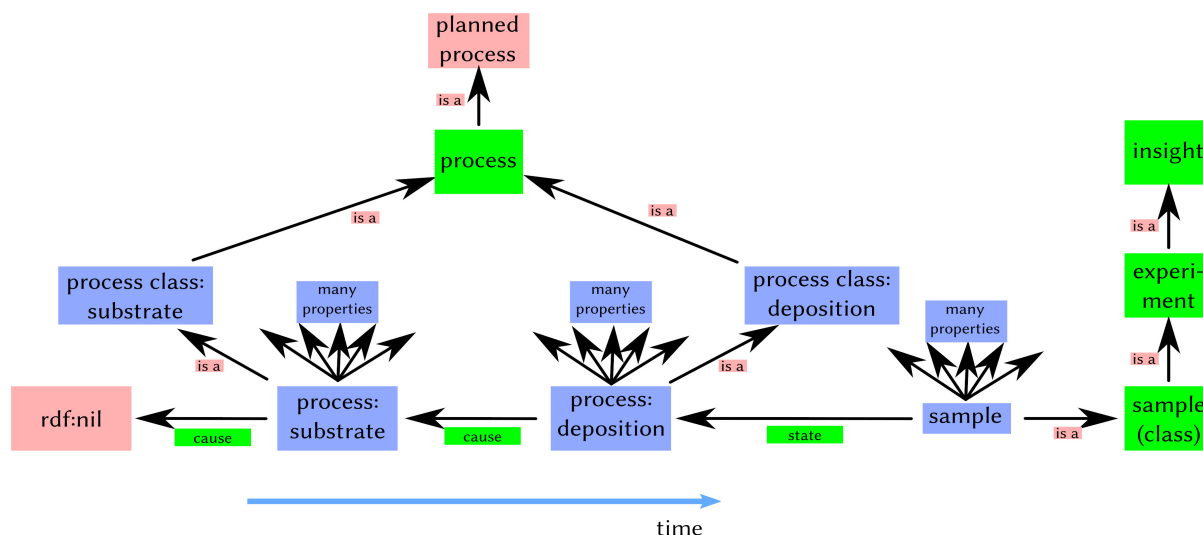 planned
process
is a
process
insight
is a
is a
is a
process class:
substrate
many
properties
many
properties
process class:
deposition
many
properties
experi-
ment
is a
is a
is a
rdf:nil
cause
process:
substrate
cause
process:
deposition
state
sample
is a
sample
(class)
time